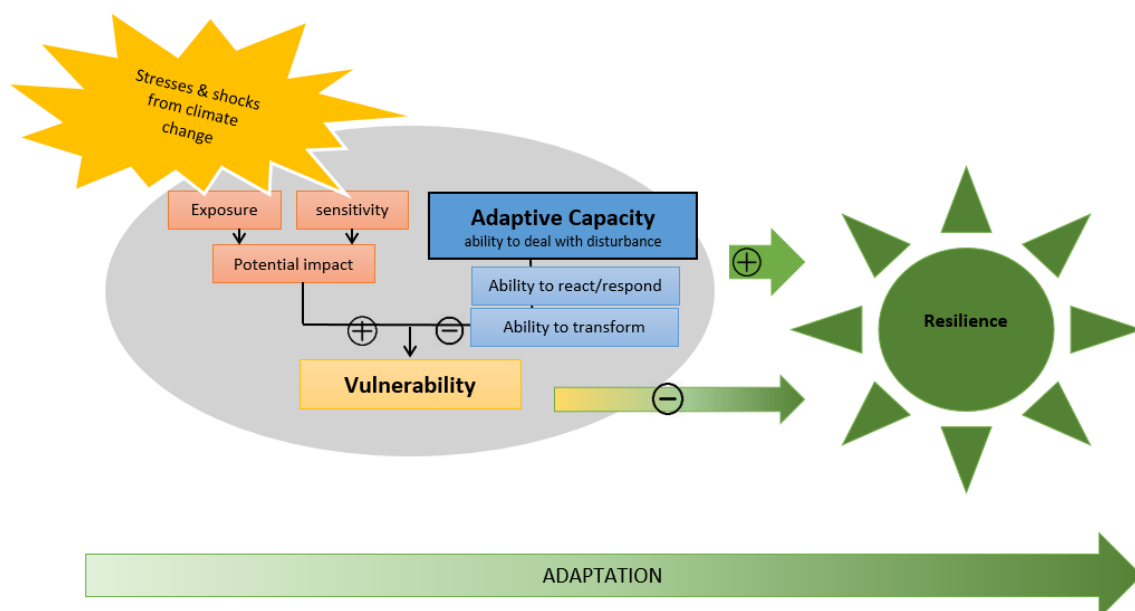 Stresses & shocks
from climate
change
Exposure
sensitivity
Adaptive Capacity
ability to deal with disturbance
Potential impact
Ability to react/respond
Ability to transform
+
−
Vulnerability
+
−
Resilience
ADAPTATION